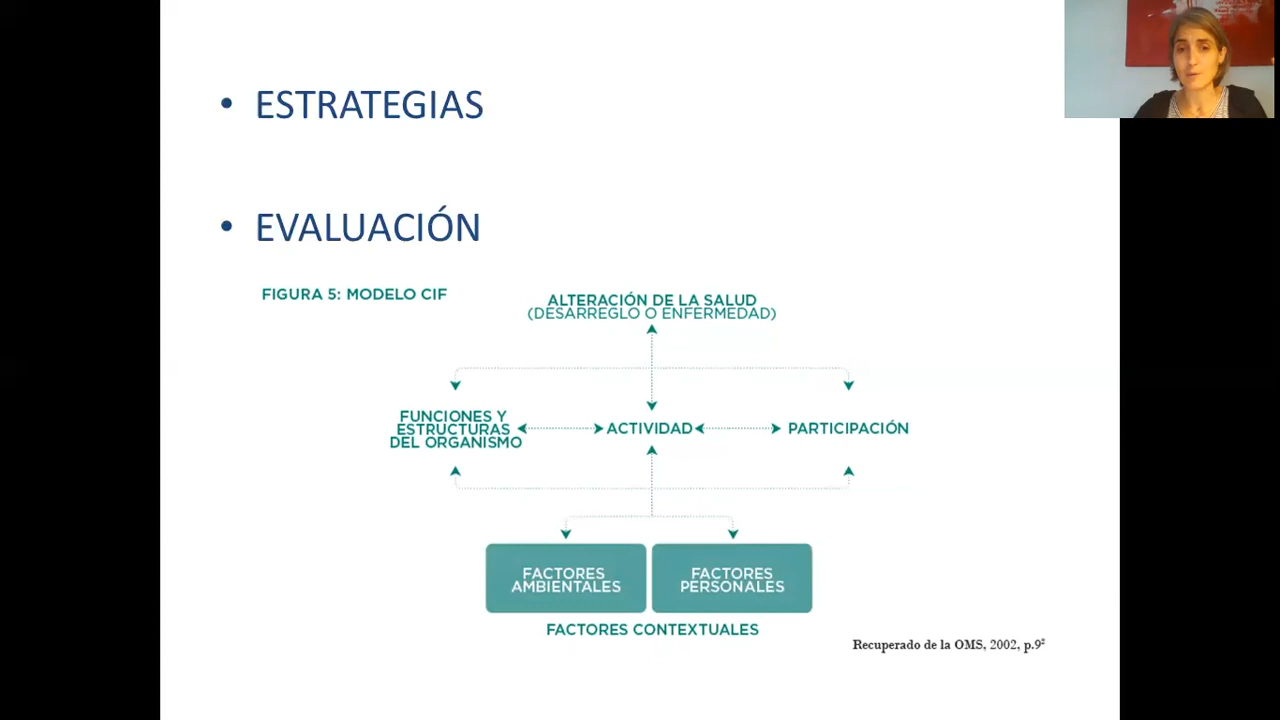 • ESTRATEGIAS
• EVALUACIÓN
FIGURA 5: MODELO CIF
ALTERACIÓN DE LA SALUD
(DESARREGLO O ENFERMEDAD)
FUNCIONES Y
ESTRUCTURAS
DEL ORGANISMO
ACTIVIDAD
PARTICIPACIÓN
FACTORES
AMBIENTALES
FACTORES
PERSONALES
FACTORES CONTEXTUALES
Recuperado de la OMS, 2002, p.9²